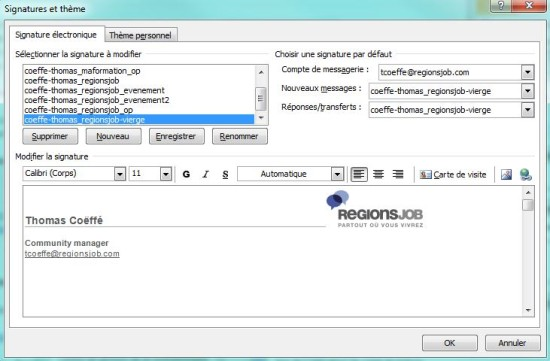 Signatures et thème
Signature électronique
Thème personnel
Sélectionner la signature à modifier
Choisir une signature par défaut
coeffe-thomas_maformation_op
coeffe-thomas_regionsjob
coeffe-thomas_regionsjob_evenement
coeffe-thomas_regionsjob_evenement2
coeffe-thomas_regionsjob_op
coeffe-thomas_regionsjob-vierge
Compte de messagerie :
tcoeffe@regionsjob.com
Nouveaux messages :
coeffe-thomas_regionsjob-vierge
Réponses/transferts :
coeffe-thomas_regionsjob-vierge
Supprimer
Nouveau
Enregistrer
Renommer
Modifier la signature
Calibri (Corps)
11
G
I
S
Automatique
Carte de visite
REGIONSJOB
PARTOUT OÙ VOUS VIVREZ
Thomas Coëffé
Community manager
tcoeffe@regionsjob.com
OK
Annuler